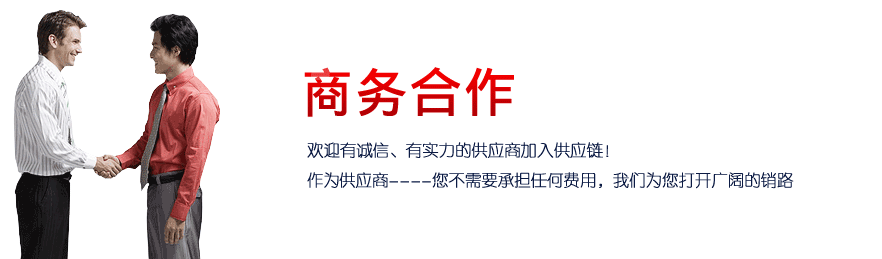 商务合作
欢迎有诚信、有实力的供应商加入供应链！
作为供应商----您不需要承担任何费用，我们为您打开广阔的销路